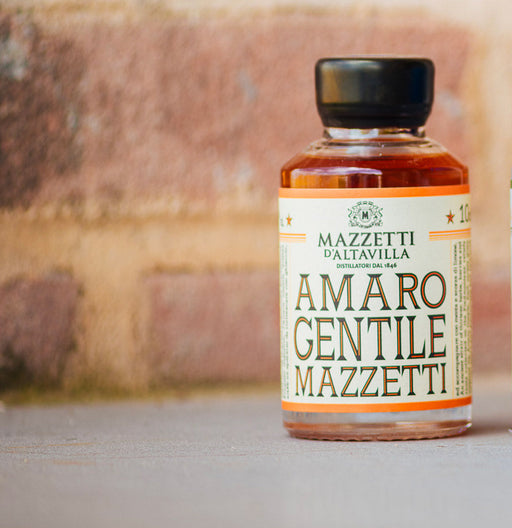 M
MAZZETTI
D'ALTAVILLA
DISTILLATORI DAL 1846
AMARO
GENTILE
MAZZETTI